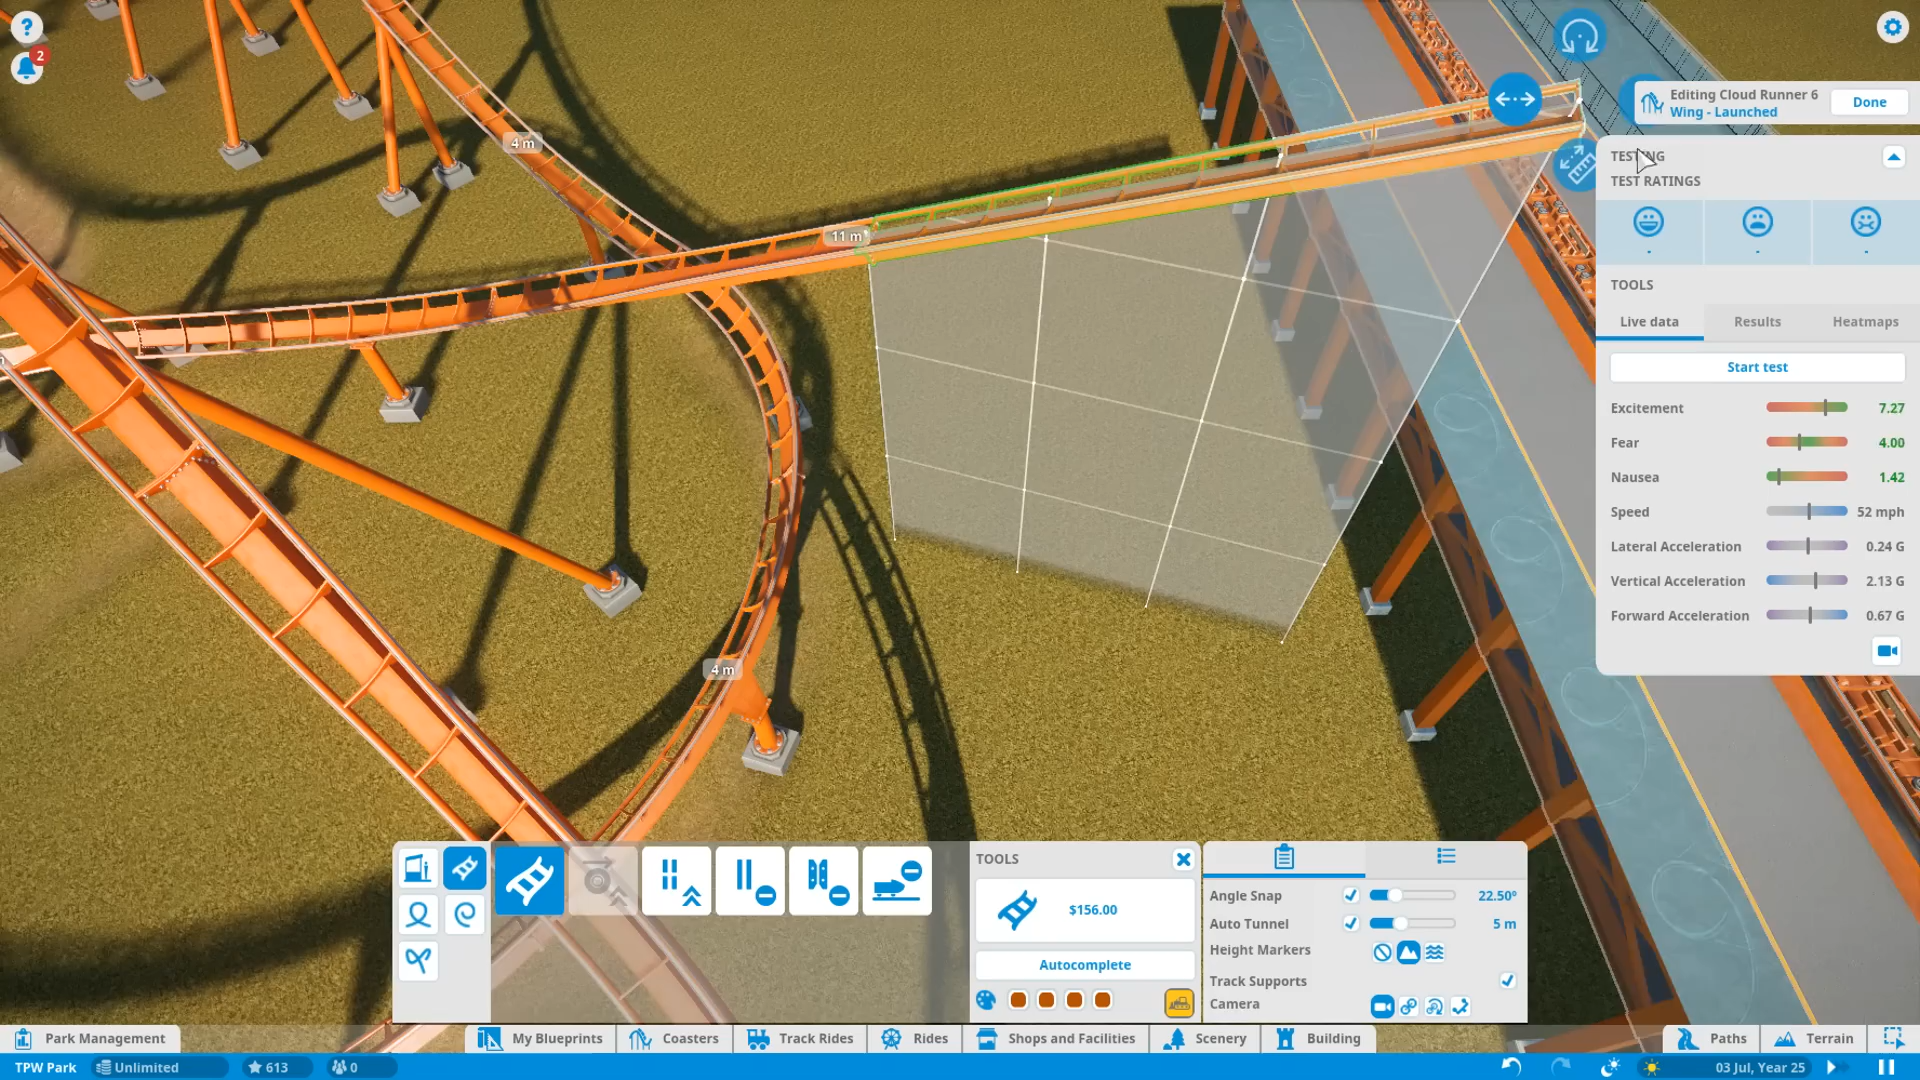 ?
2
4 m
11 m
4 m
Editing Cloud Runner 6
Wing - Launched
Done
TESTING
TEST RATINGS
-
-
-
TOOLS
Live data
Results
Heatmaps
Start test
Excitement 7.27
Fear 4.00
Nausea 1.42
Speed 52 mph
Lateral Acceleration 0.24 G
Vertical Acceleration 2.13 G
Forward Acceleration 0.67 G
TOOLS
$156.00
Autocomplete
Angle Snap 22.50°
Auto Tunnel 5 m
Height Markers
Track Supports
Camera
Park Management
My Blueprints
Coasters
Track Rides
Rides
Shops and Facilities
Scenery
Building
Paths
Terrain
TPW Park
Unlimited
613
0
03 Jul, Year 25